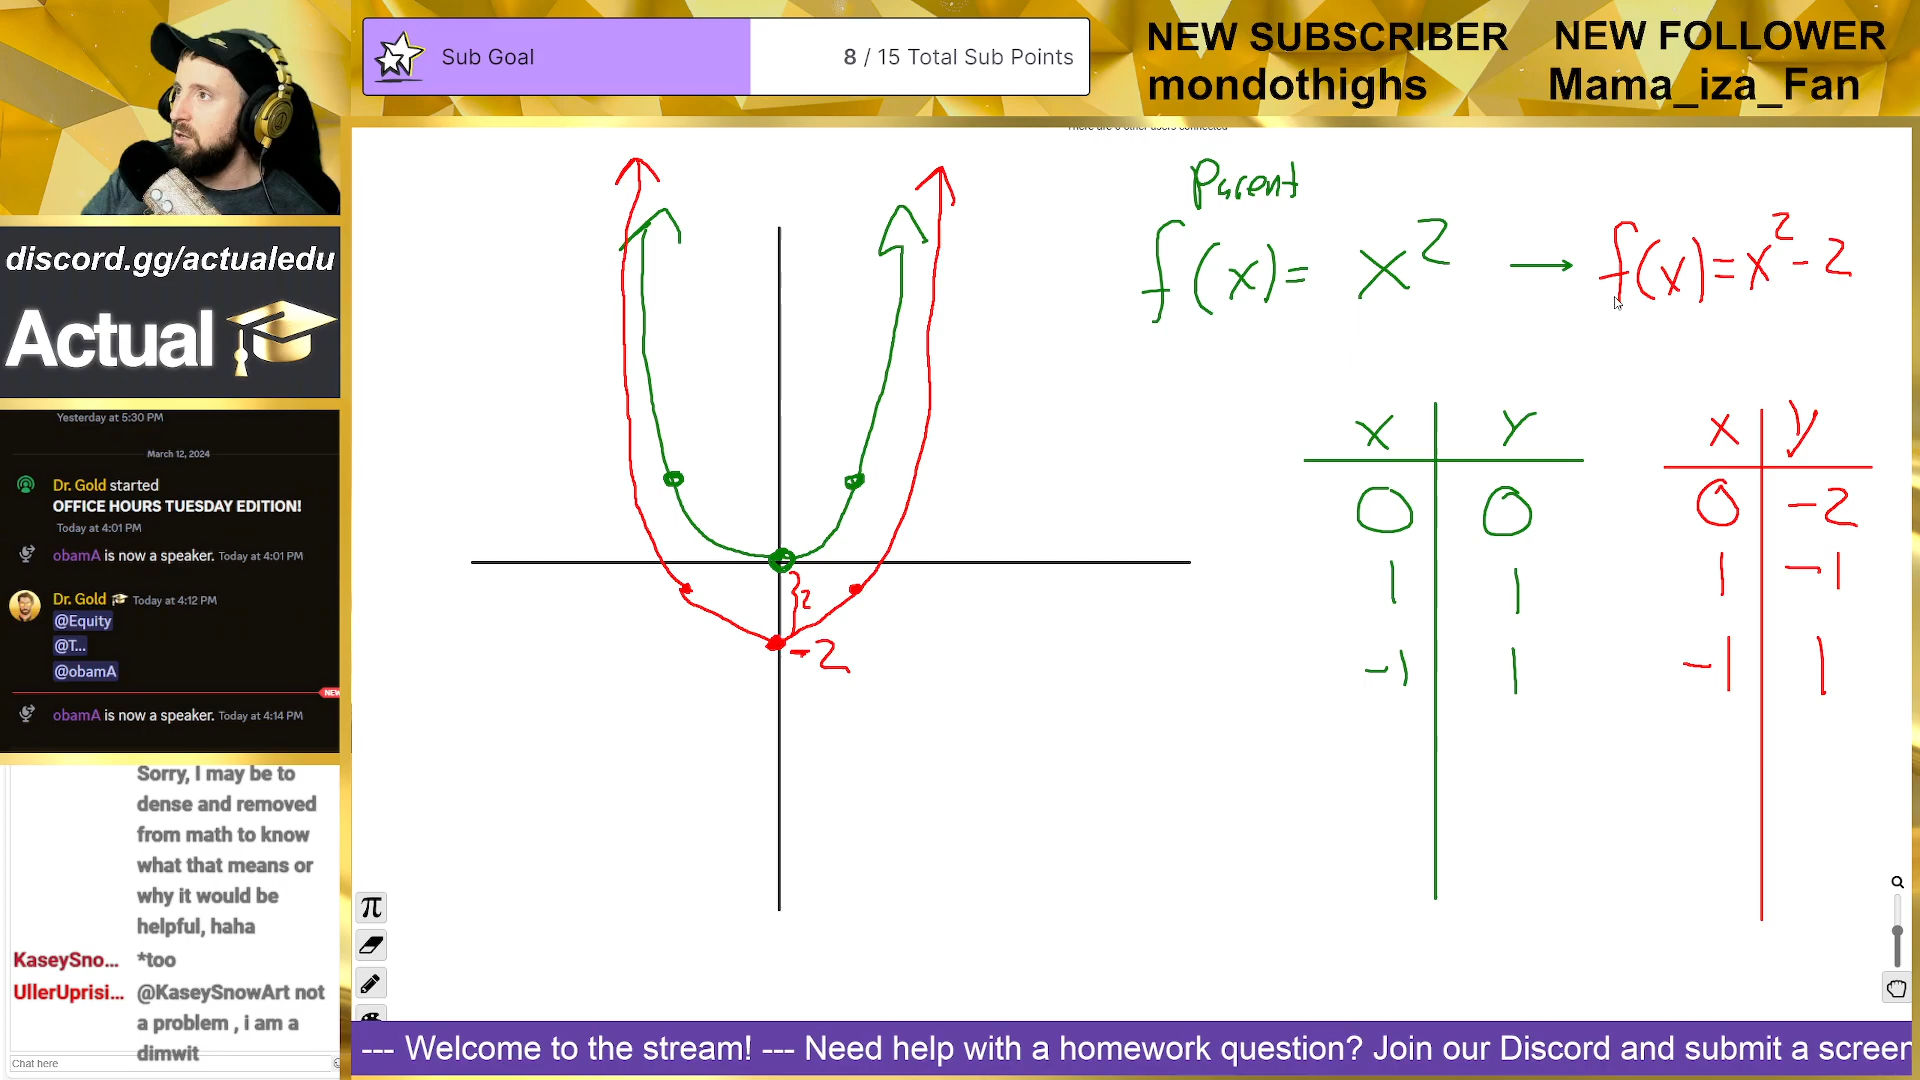 Sub Goal
8 / 15 Total Sub Points
NEW SUBSCRIBER
mondothighs
NEW FOLLOWER
Mama_iza_Fan
discord.gg/actualedu
Actual
Yesterday at 5:30 PM
March 12, 2024
Dr. Gold started
OFFICE HOURS TUESDAY EDITION!
Today at 4:01 PM
obamA is now a speaker. Today at 4:01 PM
Dr. Gold Today at 4:12 PM
@Equity
@T...
@obamA
NEW
obamA is now a speaker. Today at 4:14 PM
Sorry, I may be to
dense and removed
from math to know
what that means or
why it would be
helpful, haha
KaseySno... *too
UllerUprisi... @KaseySnowArt not
a problem , i am a
dimwit
Chat here
Parent
f(x)= x² → f(x)=x²-2
x y
0 0
1 1
-1 1
x y
0 -2
1 -1
-1 1
2
-2
π
--- Welcome to the stream! --- Need help with a homework question? Join our Discord and submit a screen